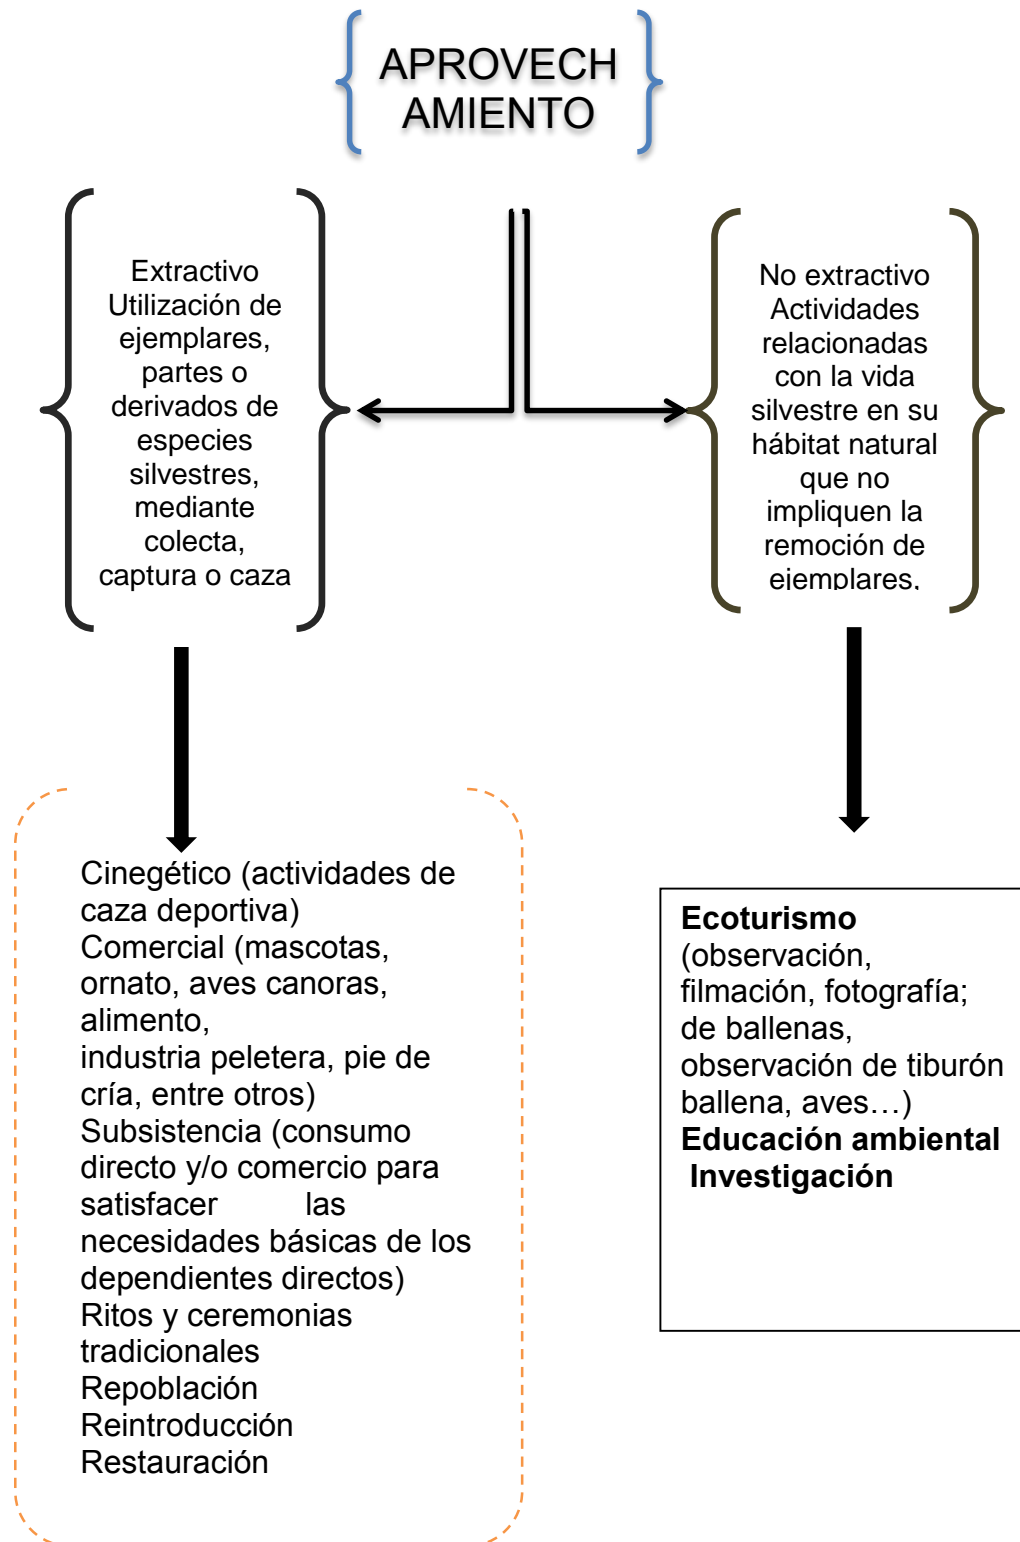 APROVECH
AMIENTO
Extractivo
Utilización de
ejemplares,
partes o
derivados de
especies
silvestres,
mediante
colecta,
captura o caza
No extractivo
Actividades
relacionadas
con la vida
silvestre en su
hábitat natural
que no
impliquen la
remoción de
ejemplares,
Cinegético (actividades de
caza deportiva)
Comercial (mascotas,
ornato, aves canoras,
alimento,
industria peletera, pie de
cría, entre otros)
Subsistencia (consumo
directo y/o comercio para
satisfacer las
necesidades básicas de los
dependientes directos)
Ritos y ceremonias
tradicionales
Repoblación
Reintroducción
Restauración
Ecoturismo
(observación,
filmación, fotografía;
de ballenas,
observación de tiburón
ballena, aves…)
Educación ambiental
Investigación